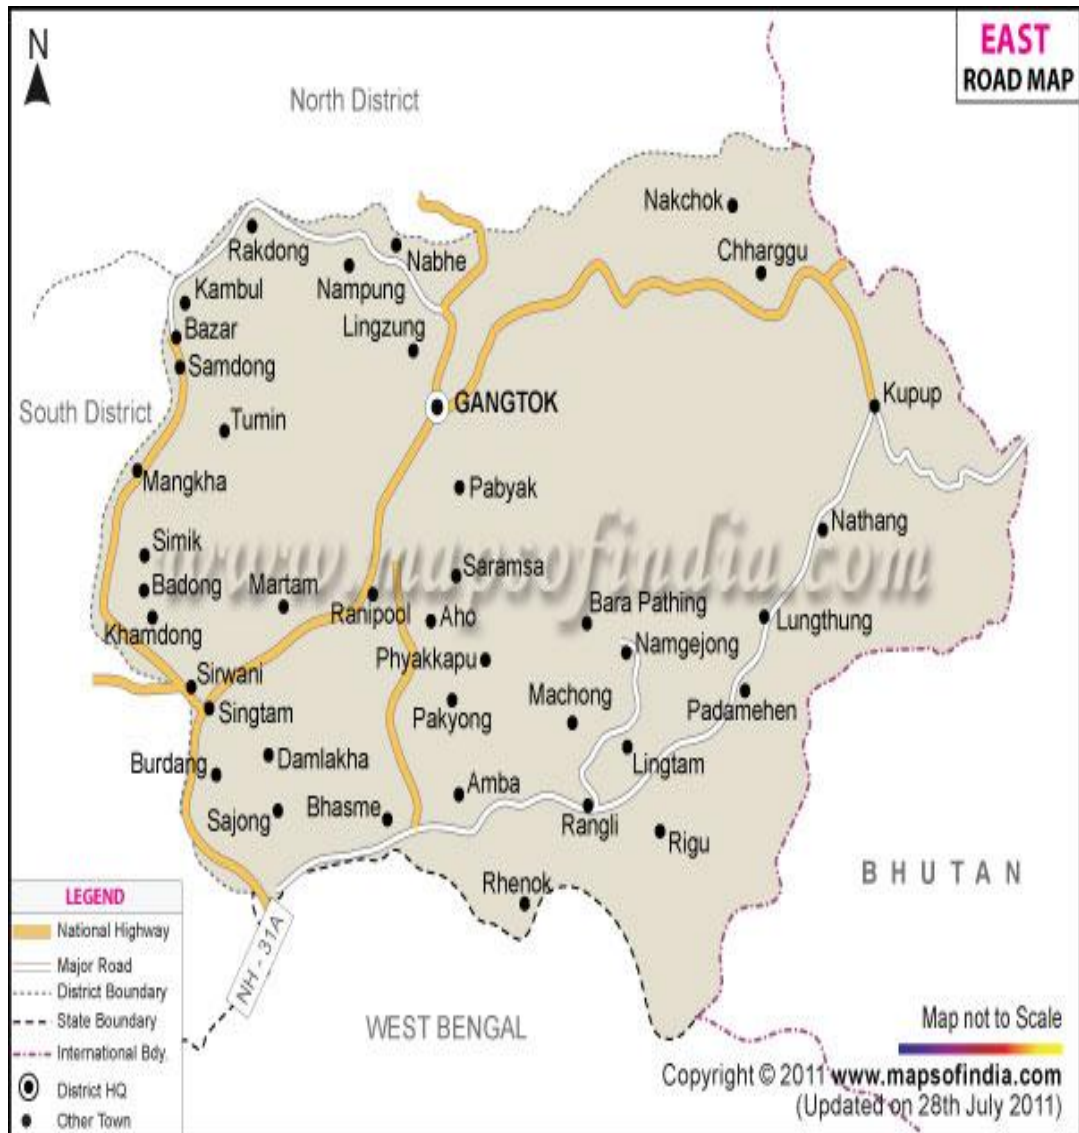 N
EAST
ROAD MAP
North District
Nakchok
Chharggu
Rakdong
Nabhe
Nampung
Kambul
Lingzung
Bazar
Samdong
GANGTOK
Kupup
South District
Tumin
Mangkha
Pabyak
Nathang
Simik
www.mapsofindia.com
Saramsa
Badong
Martam
Bara Pathing
Ranipool
Aho
Lungthung
Khamdong
Namgejong
Phyakkapu
Sirwani
Padamehen
Machong
Singtam
Pakyong
Burdang
Damlakha
Lingtam
Amba
Sajong
Bhasme
Rangli
Rigu
BHUTAN
Rhenok
NH - 31A
WEST BENGAL
LEGEND
National Highway
Major Road
District Boundary
State Boundary
International Bdy.
District HQ
Other Town
Map not to Scale
Copyright © 2011 www.mapsofindia.com
(Updated on 28th July 2011)